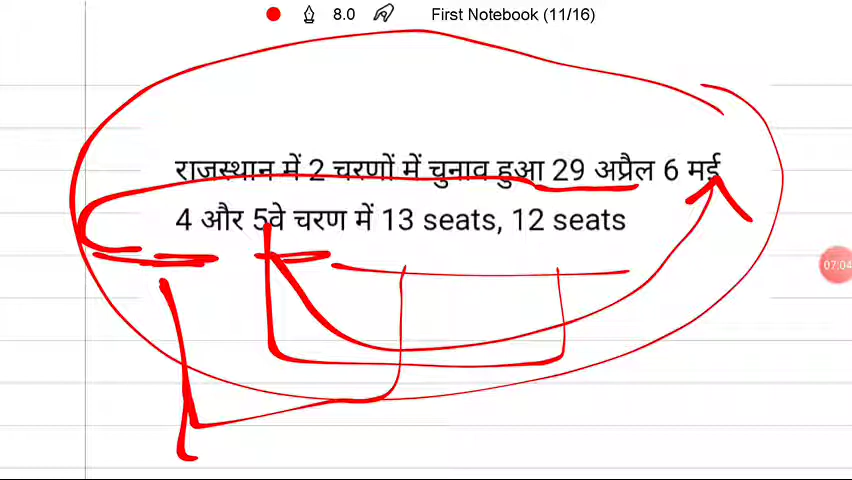 8.0 First Notebook (11/16)
राजस्थान में 2 चरणों में चुनाव हुआ 29 अप्रैल 6 मई
4 और 5वे चरण में 13 seats, 12 seats
07:04